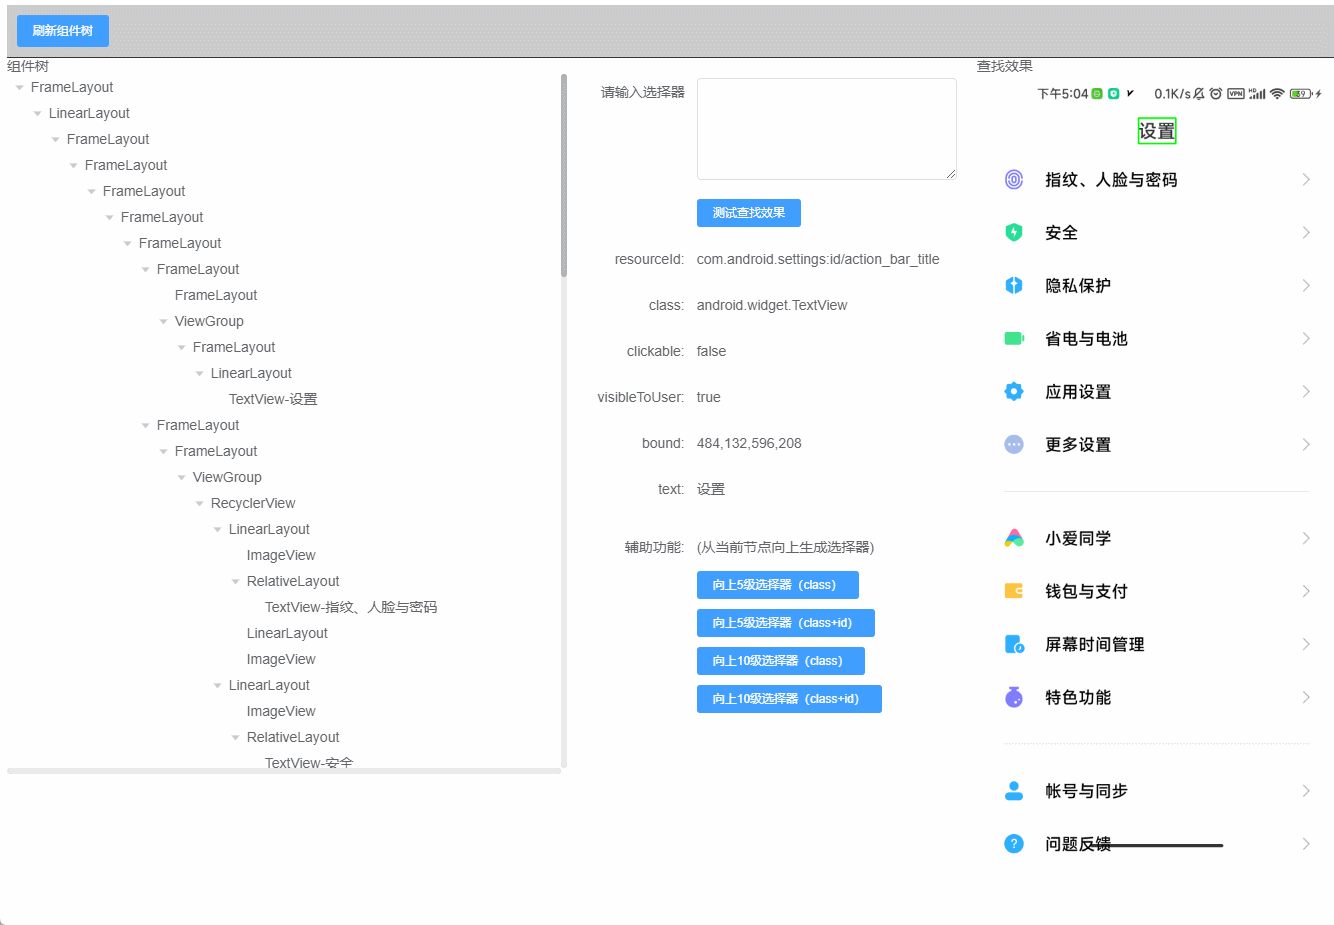 刷新组件树
组件树
FrameLayout
LinearLayout
FrameLayout
FrameLayout
FrameLayout
FrameLayout
FrameLayout
FrameLayout
FrameLayout
ViewGroup
FrameLayout
LinearLayout
TextView-设置
FrameLayout
FrameLayout
ViewGroup
RecyclerView
LinearLayout
ImageView
RelativeLayout
TextView-指纹、人脸与密码
LinearLayout
ImageView
LinearLayout
ImageView
RelativeLayout
TextView-安全
请输入选择器
测试查找效果
resourceId: com.android.settings:id/action_bar_title
class: android.widget.TextView
clickable: false
visibleToUser: true
bound: 484,132,596,208
text: 设置
辅助功能: (从当前节点向上生成选择器)
向上5级选择器（class）
向上5级选择器（class+id）
向上10级选择器（class）
向上10级选择器（class+id）
查找效果
下午5:04 0.1K/s VPN HD 39
设置
指纹、人脸与密码
安全
隐私保护
省电与电池
应用设置
更多设置
小爱同学
钱包与支付
屏幕时间管理
特色功能
帐号与同步
问题反馈